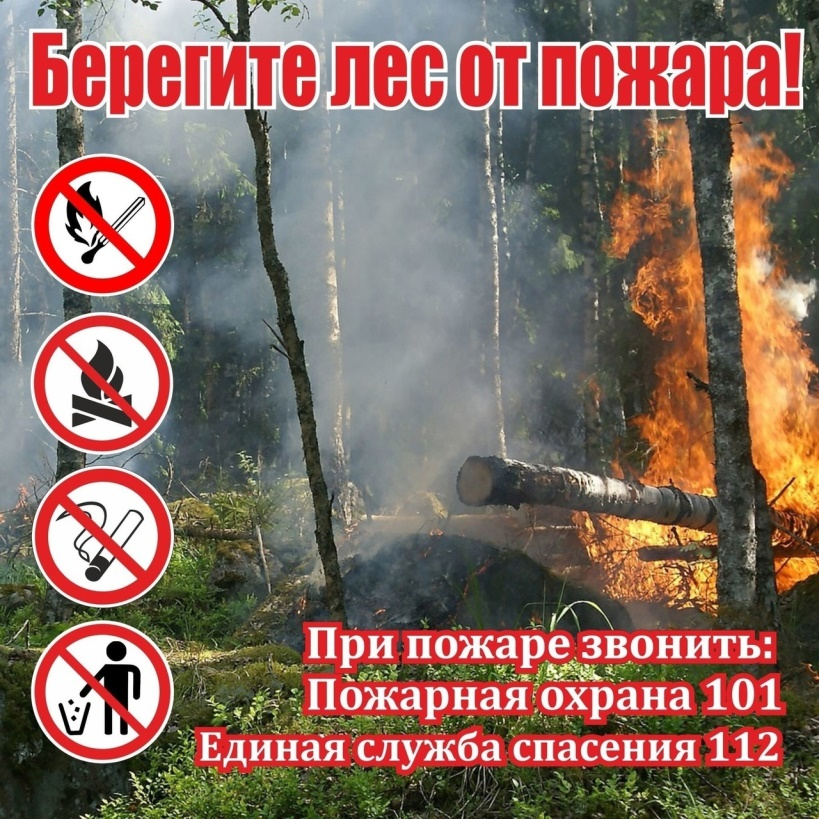 Берегите лес от пожара!
При пожаре звонить:
Пожарная охрана 101
Единая служба спасения 112